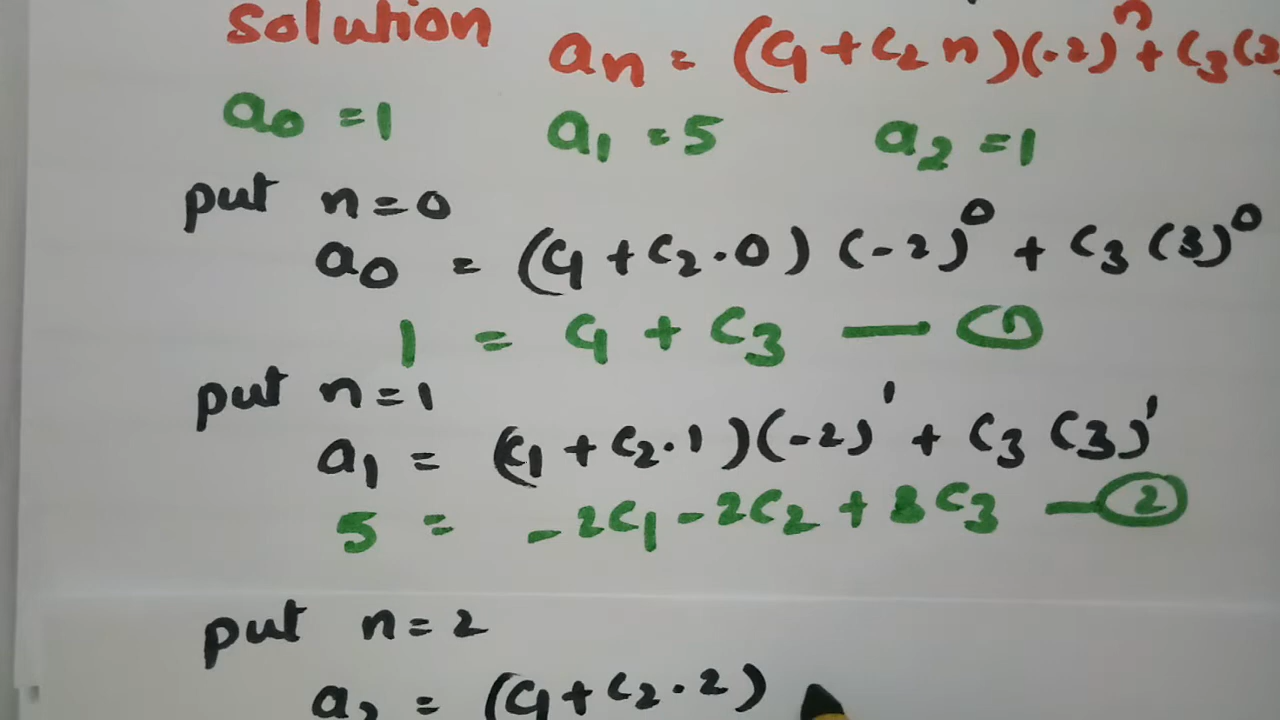 solution an = (C1 + C2 n)(-2)^n + C3(3
a0 = 1 a1 = 5 a2 = 1
put n = 0
a0 = (C1 + C2 . 0) (-2)^0 + C3 (3)^0
1 = C1 + C3 — ①
put n = 1
a1 = (C1 + C2 . 1)(-2)^1 + C3 (3)^1
5 = -2C1 - 2C2 + 3C3 — ②
put n = 2
a2 = (C1 + C2 . 2)